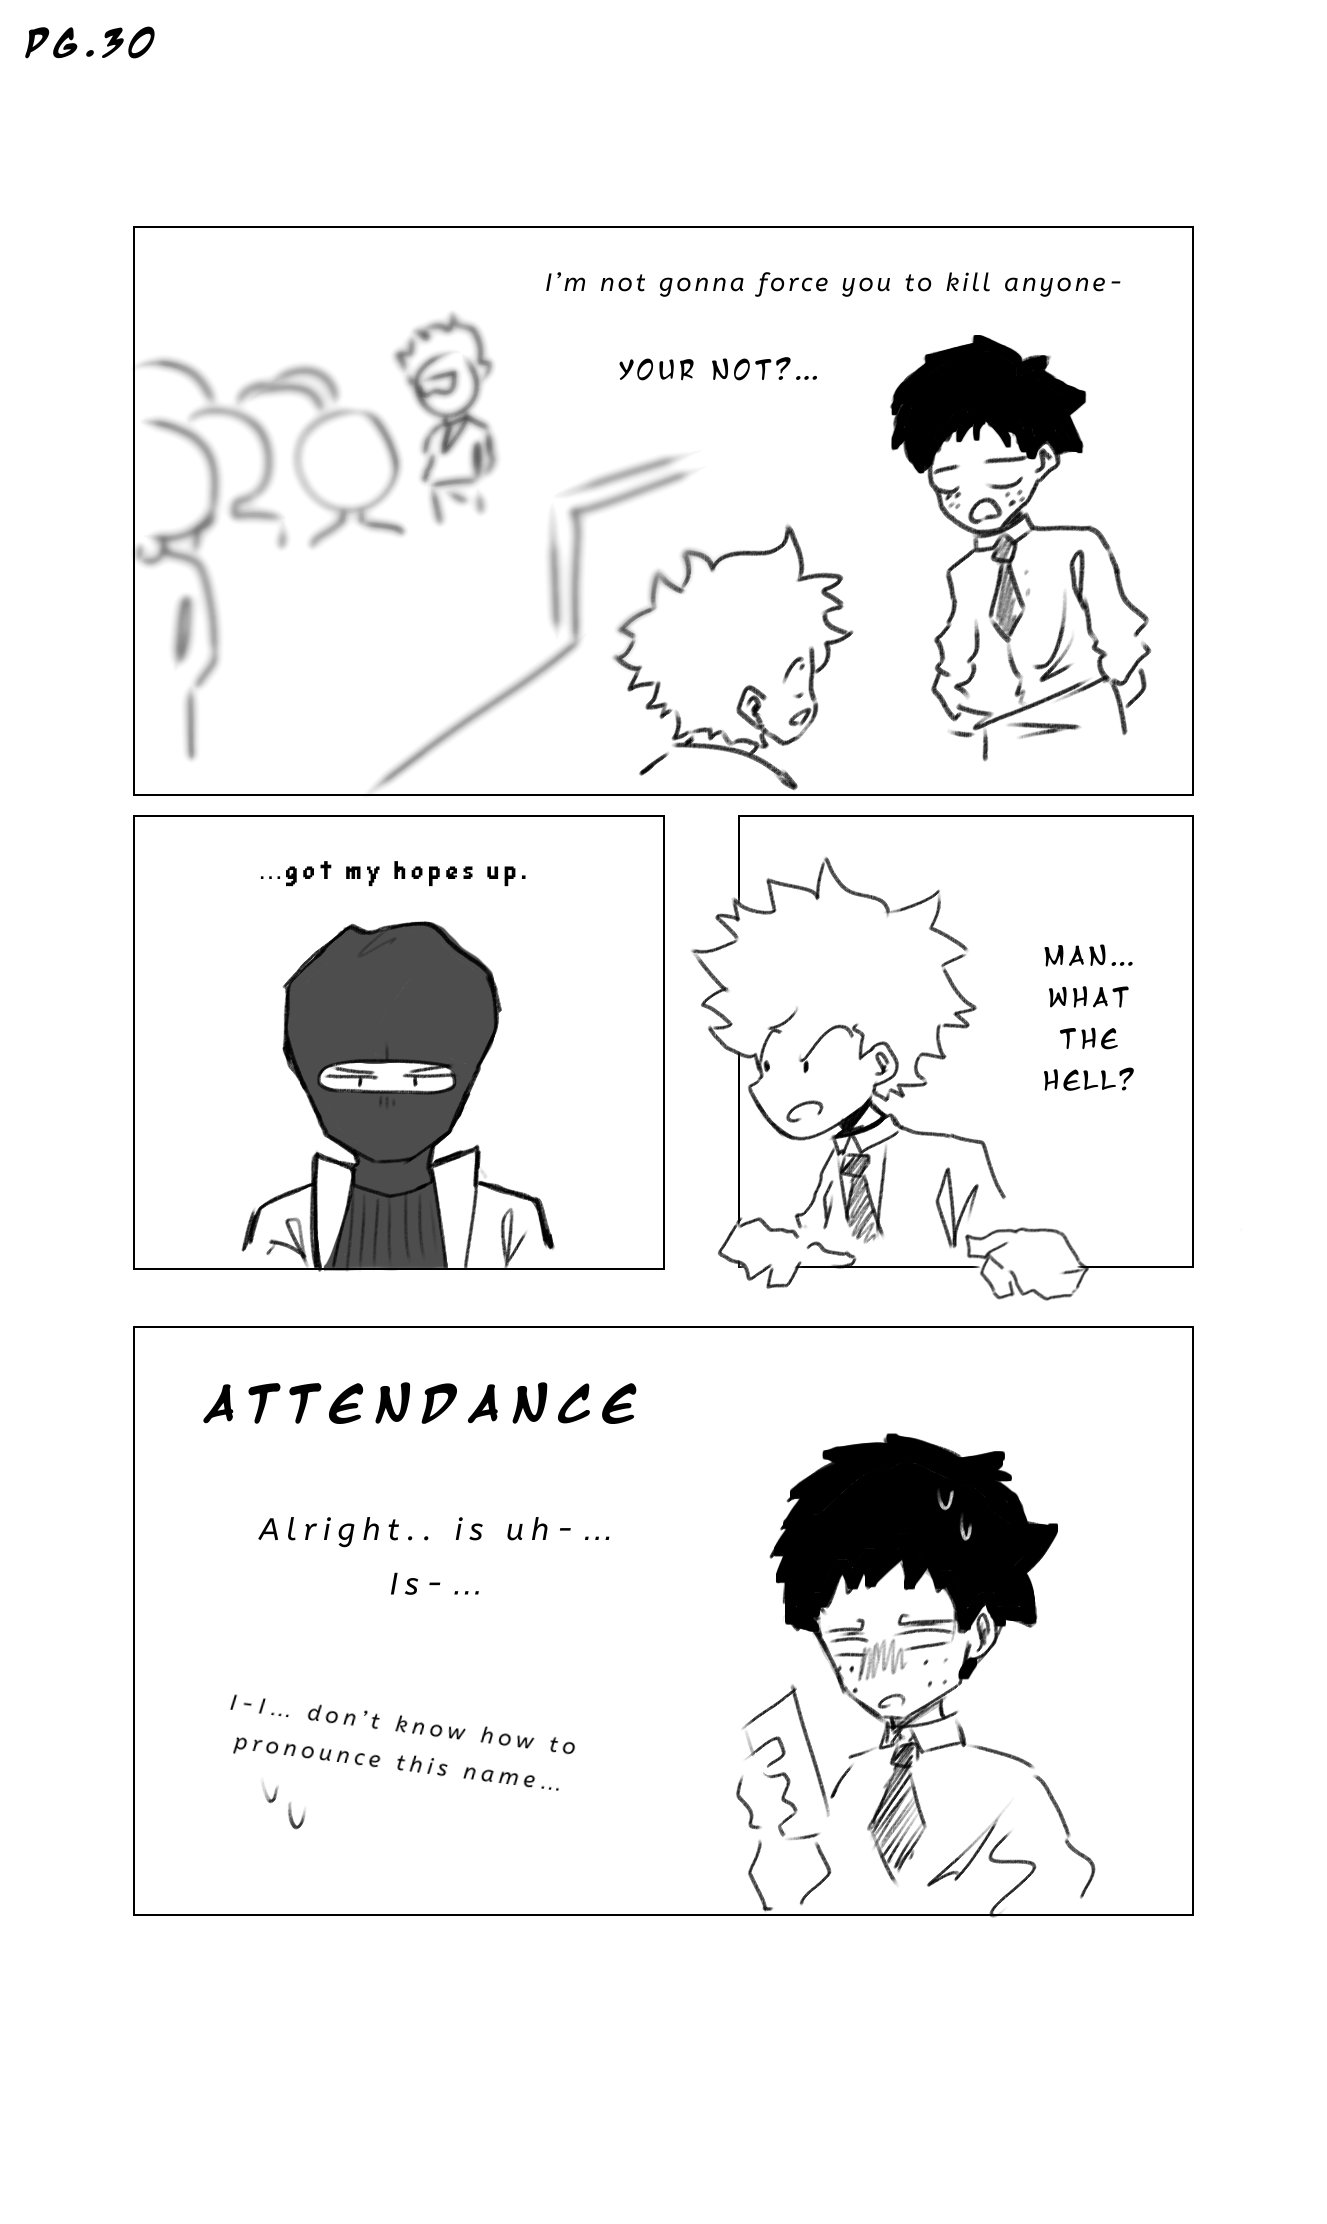 PG.30
I'm not gonna force you to kill anyone-
YOUR NOT?...
...got my hopes up.
MAN...
WHAT
THE
HELL?
ATTENDANCE
Alright.. is uh-...
Is-...
I-I... don't know how to
pronounce this name...